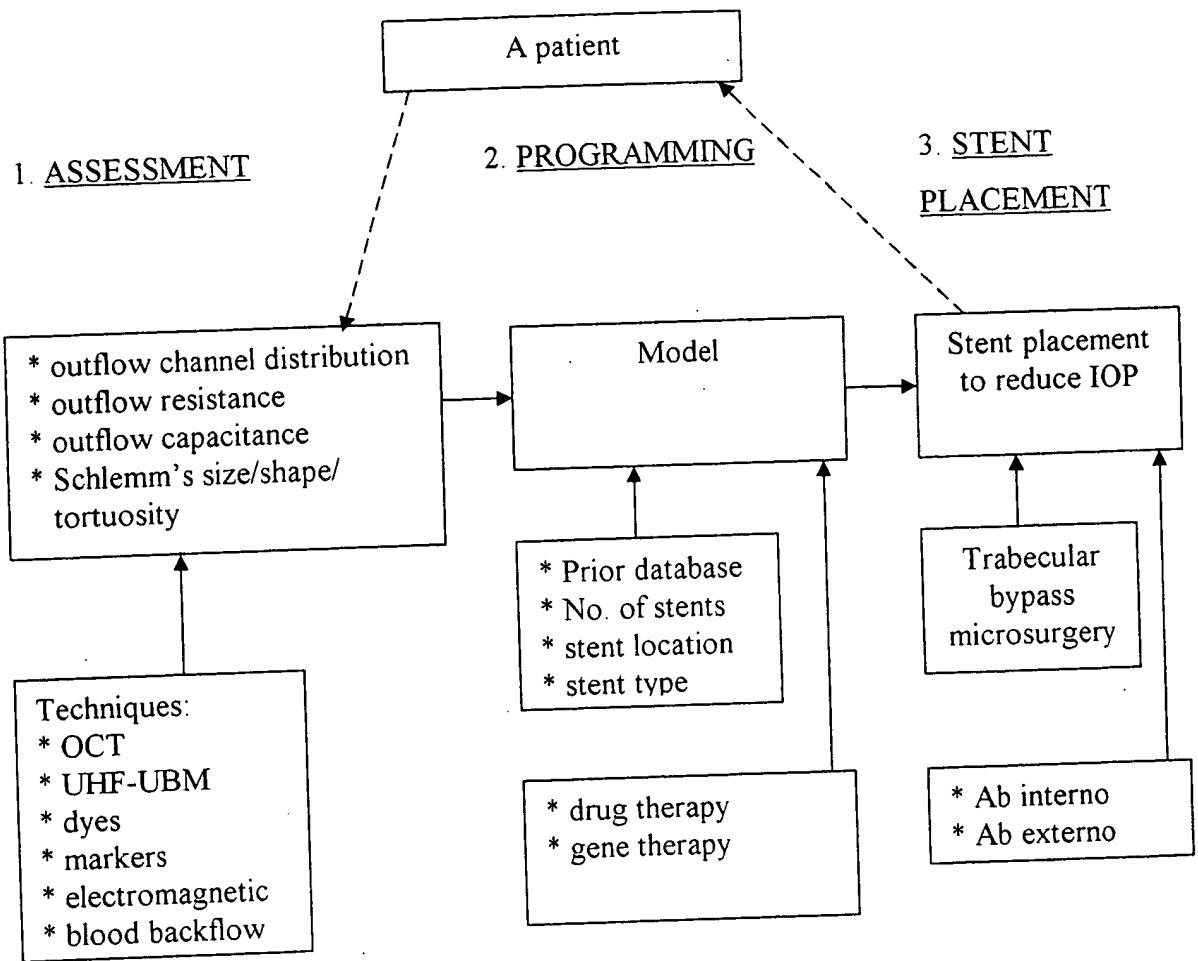 A patient
1. ASSESSMENT
2. PROGRAMMING
3. STENT
PLACEMENT
* outflow channel distribution
* outflow resistance
* outflow capacitance
* Schlemm's size/shape/
tortuosity
Model
Stent placement
to reduce IOP
* Prior database
* No. of stents
* stent location
* stent type
Trabecular
bypass
microsurgery
Techniques:
* OCT
* UHF-UBM
* dyes
* markers
* electromagnetic
* blood backflow
* drug therapy
* gene therapy
* Ab interno
* Ab externo